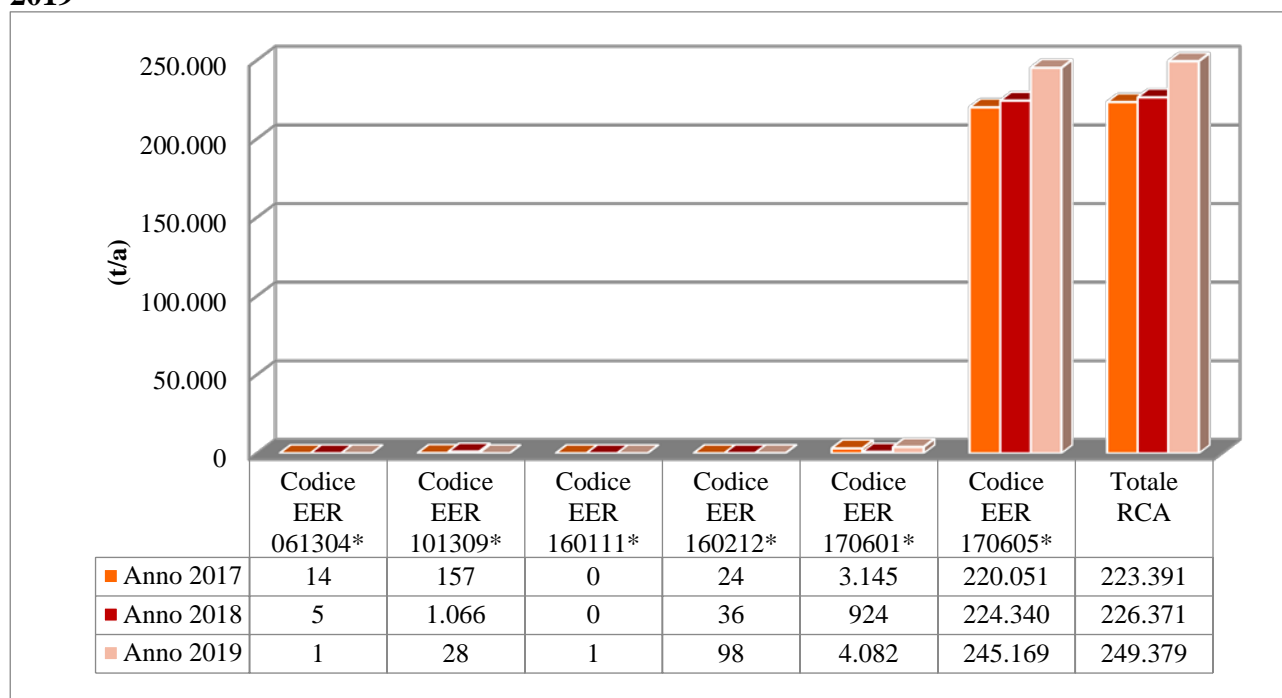 2019
250.000
200.000
150.000
100.000
50.000
0
(t/a)
Codice EER 061304* Codice EER 101309* Codice EER 160111* Codice EER 160212* Codice EER 170601* Codice EER 170605* Totale RCA
Anno 2017 14 157 0 24 3.145 220.051 223.391
Anno 2018 5 1.066 0 36 924 224.340 226.371
Anno 2019 1 28 1 98 4.082 245.169 249.379